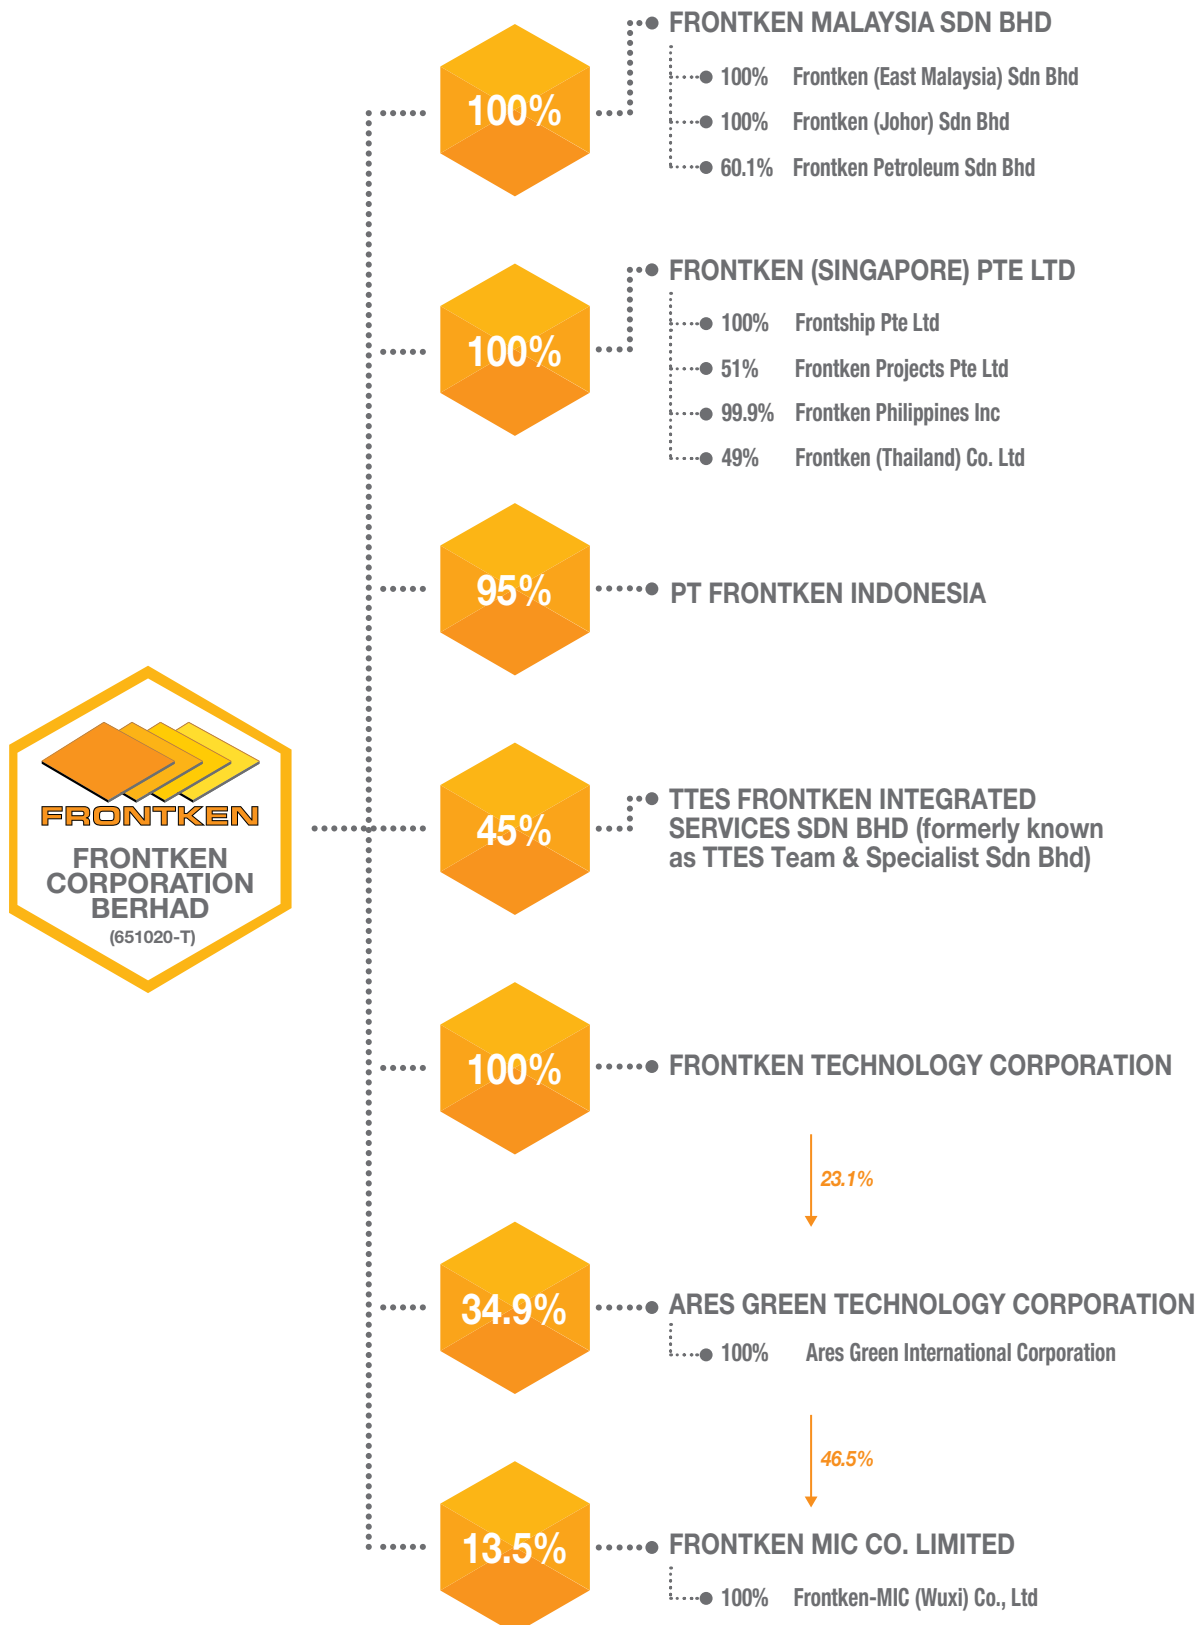 100%
FRONTKEN MALAYSIA SDN BHD
100% Frontken (East Malaysia) Sdn Bhd
100% Frontken (Johor) Sdn Bhd
60.1% Frontken Petroleum Sdn Bhd
100%
FRONTKEN (SINGAPORE) PTE LTD
100% Frontship Pte Ltd
51% Frontken Projects Pte Ltd
99.9% Frontken Philippines Inc
49% Frontken (Thailand) Co. Ltd
95%
PT FRONTKEN INDONESIA
FRONTKEN
FRONTKEN
CORPORATION
BERHAD
(651020-T)
45%
TTES FRONTKEN INTEGRATED
SERVICES SDN BHD (formerly known
as TTES Team & Specialist Sdn Bhd)
100%
FRONTKEN TECHNOLOGY CORPORATION
23.1%
34.9%
ARES GREEN TECHNOLOGY CORPORATION
100% Ares Green International Corporation
46.5%
13.5%
FRONTKEN MIC CO. LIMITED
100% Frontken-MIC (Wuxi) Co., Ltd